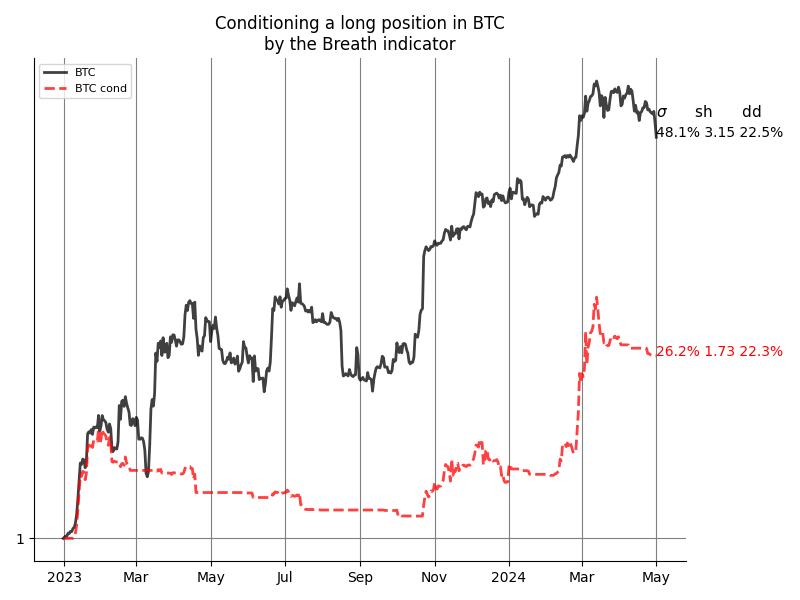 Conditioning a long position in BTC
by the Breath indicator
BTC
BTC cond
σ sh dd
48.1% 3.15 22.5%
26.2% 1.73 22.3%
1
2023 Mar May Jul Sep Nov 2024 Mar May